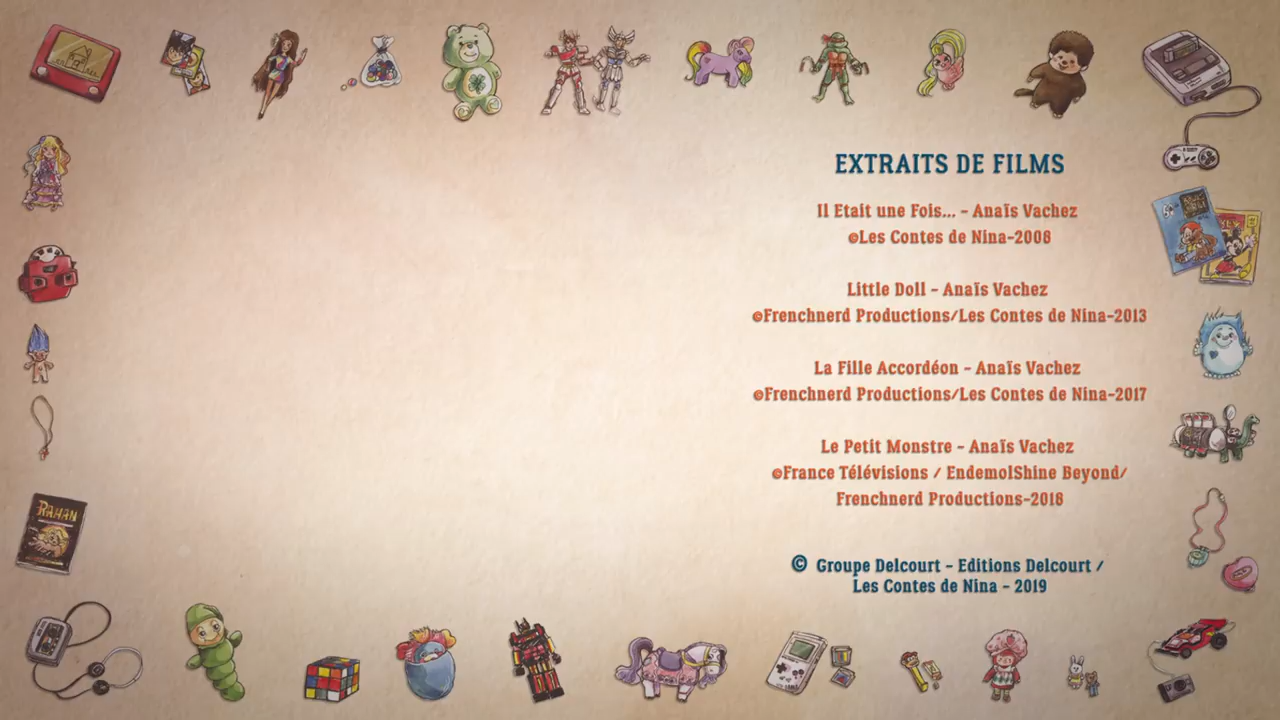 EXTRAITS DE FILMS
Il Etait une Fois... - Anaïs Vachez
©Les Contes de Nina-2008
Little Doll - Anaïs Vachez
©Frenchnerd Productions/Les Contes de Nina-2013
La Fille Accordéon - Anaïs Vachez
©Frenchnerd Productions/Les Contes de Nina-2017
Le Petit Monstre - Anaïs Vachez
©France Télévisions / EndemolShine Beyond/
Frenchnerd Productions-2018
© Groupe Delcourt - Editions Delcourt /
Les Contes de Nina - 2019
RAHAN